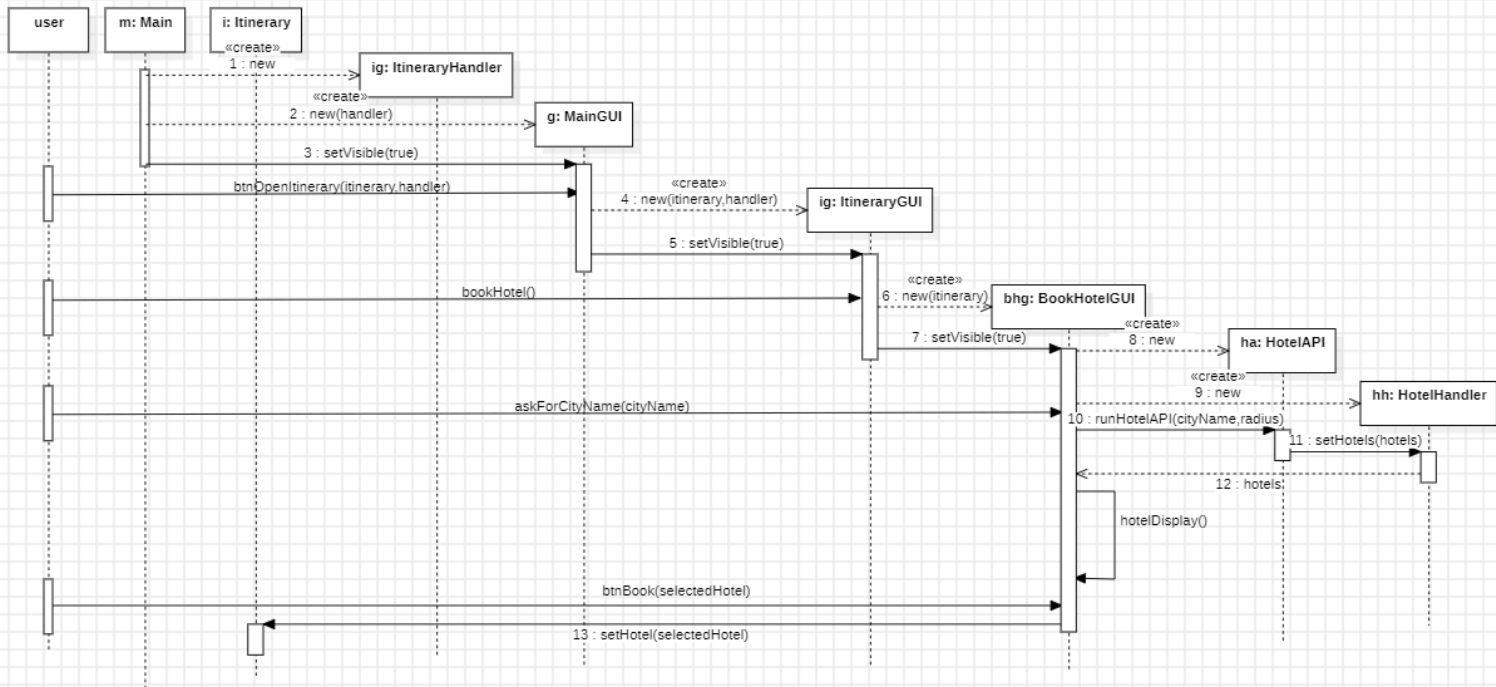 user
m: Main
i: Itinerary
«create»
1 : new
ig: ItineraryHandler
«create»
2 : new(handler)
g: MainGUI
3 : setVisible(true)
btnOpenItinerary(itinerary,handler)
«create»
4 : new(itinerary,handler)
ig: ItineraryGUI
5 : setVisible(true)
«create»
6 : new(itinerary)
bookHotel()
bhg: BookHotelGUI
7 : setVisible(true)
«create»
8 : new
ha: HotelAPI
«create»
9 : new
hh: HotelHandler
askForCityName(cityName)
10 : runHotelAPI(cityName,radius)
11 : setHotels(hotels)
12 : hotels
hotelDisplay()
btnBook(selectedHotel)
13 : setHotel(selectedHotel)